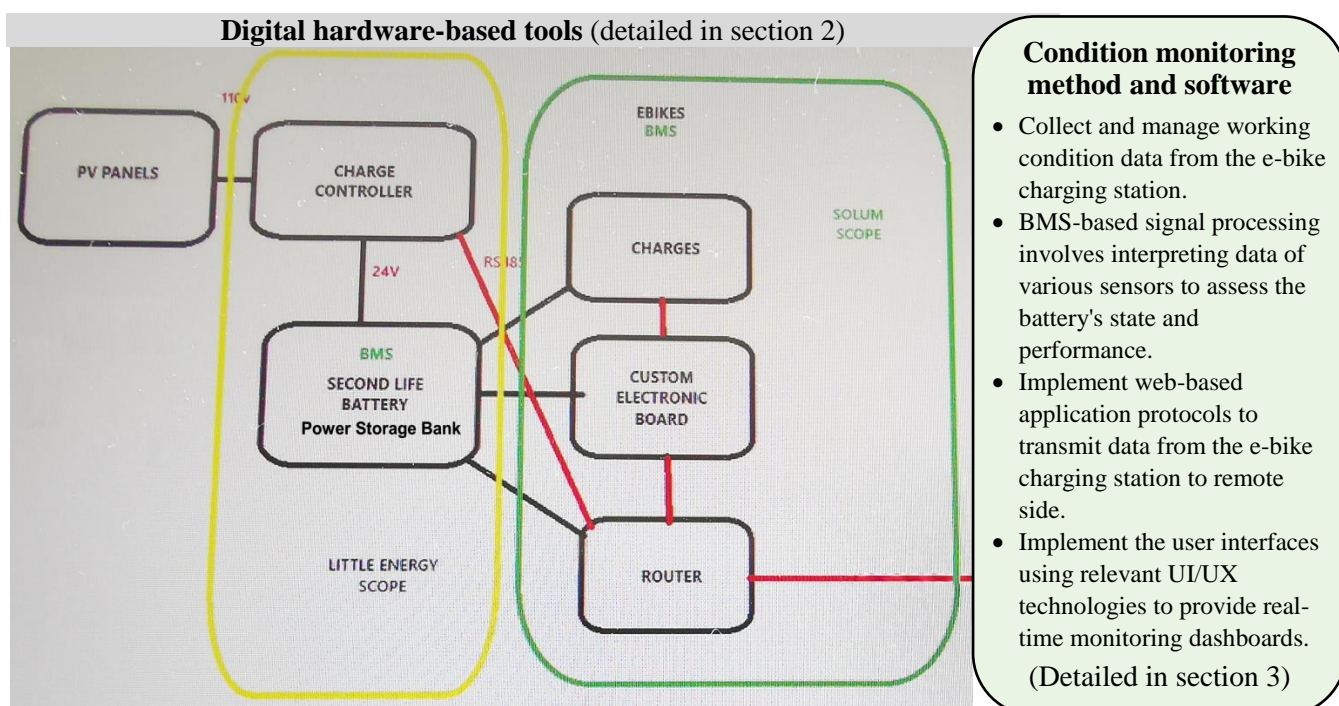 Digital hardware-based tools (detailed in section 2)
110v
PV PANELS
CHARGE
CONTROLLER
24V
RS485
BMS
SECOND LIFE
BATTERY
Power Storage Bank
LITTLE ENERGY
SCOPE
EBIKES
BMS
SOLUM
SCOPE
CHARGES
CUSTOM
ELECTRONIC
BOARD
ROUTER
Condition monitoring
method and software
• Collect and manage working
condition data from the e-bike
charging station.
• BMS-based signal processing
involves interpreting data of
various sensors to assess the
battery's state and
performance.
• Implement web-based
application protocols to
transmit data from the e-bike
charging station to remote
side.
• Implement the user interfaces
using relevant UI/UX
technologies to provide real-
time monitoring dashboards.
(Detailed in section 3)